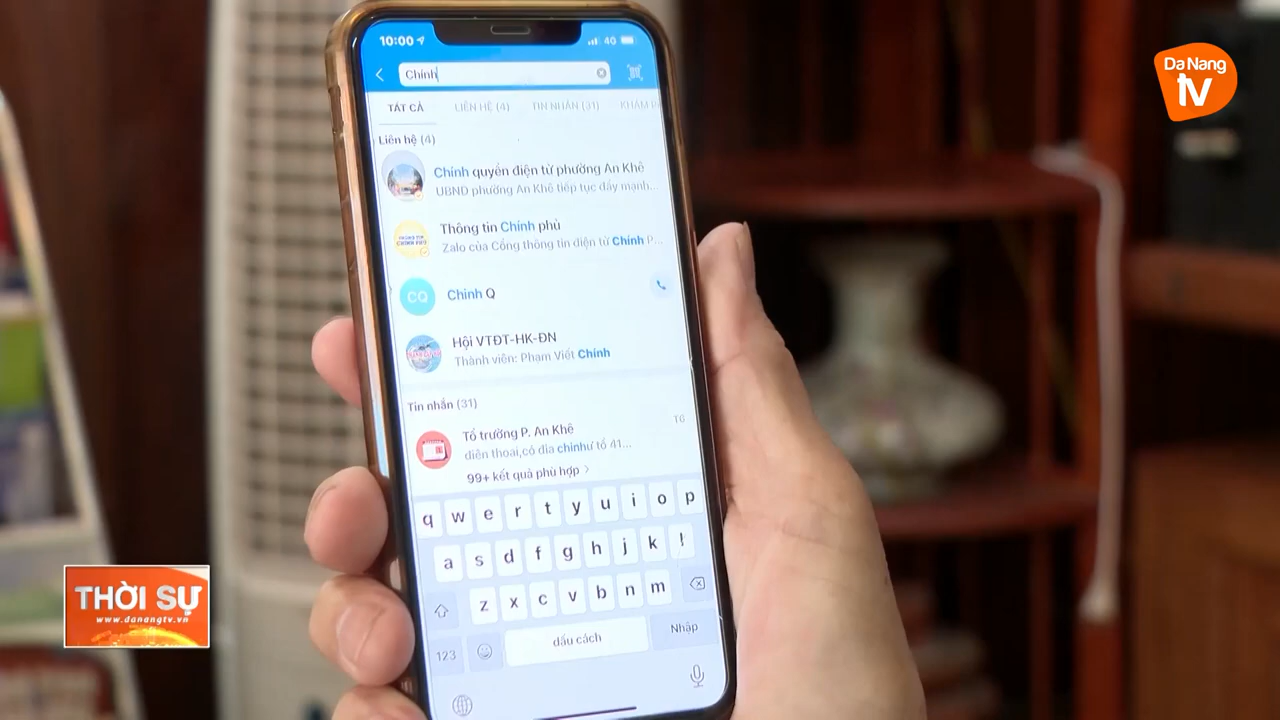 10:00
4G
Da Nang
tv
Chính
TẤT CẢ
LIÊN HỆ (4)
TIN NHẮN (31)
KHÁM P
Liên hệ (4)
Chính quyền điện tử phường An Khê
UBND phường An Khê tiếp tục đẩy mạnh...
Thông tin Chính phủ
Zalo của Cổng thông tin điện tử Chính P...
CQ
Chinh Q
Hội VTĐT-HK-ĐN
Thành viên: Phạm Viết Chính
Tin nhắn (31)
Tổ trưởng P. An Khê
T6
điện thoại,có địa chinhư tổ 41...
99+ kết quả phù hợp
q w e r t y u i o p
a s d f g h j k l
z x c v b n m
123
dấu cách
Nhập
THỜI SỰ
www.danangtv.vn